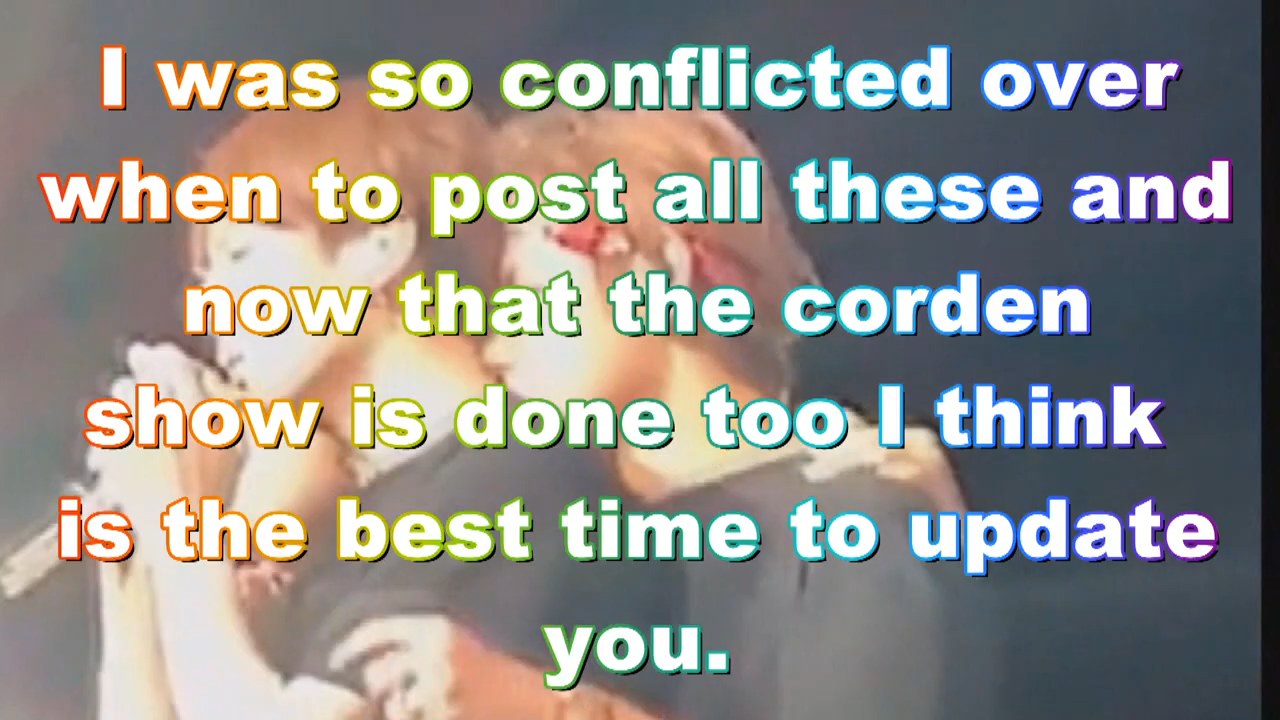 I was so conflicted over
when to post all these and
now that the corden
show is done too I think
is the best time to update
you.